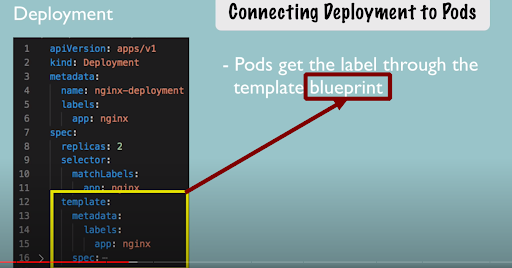 Deployment
Connecting Deployment to Pods
1 apiVersion: apps/v1
2 kind: Deployment
3 metadata:
4 name: nginx-deployment
5 labels:
6 app: nginx
7 spec:
8 replicas: 2
9 selector:
10 matchLabels:
11 app: nginx
12 template:
13 metadata:
14 labels:
15 app: nginx
16 > spec:⋯
- Pods get the label through the
template blueprint